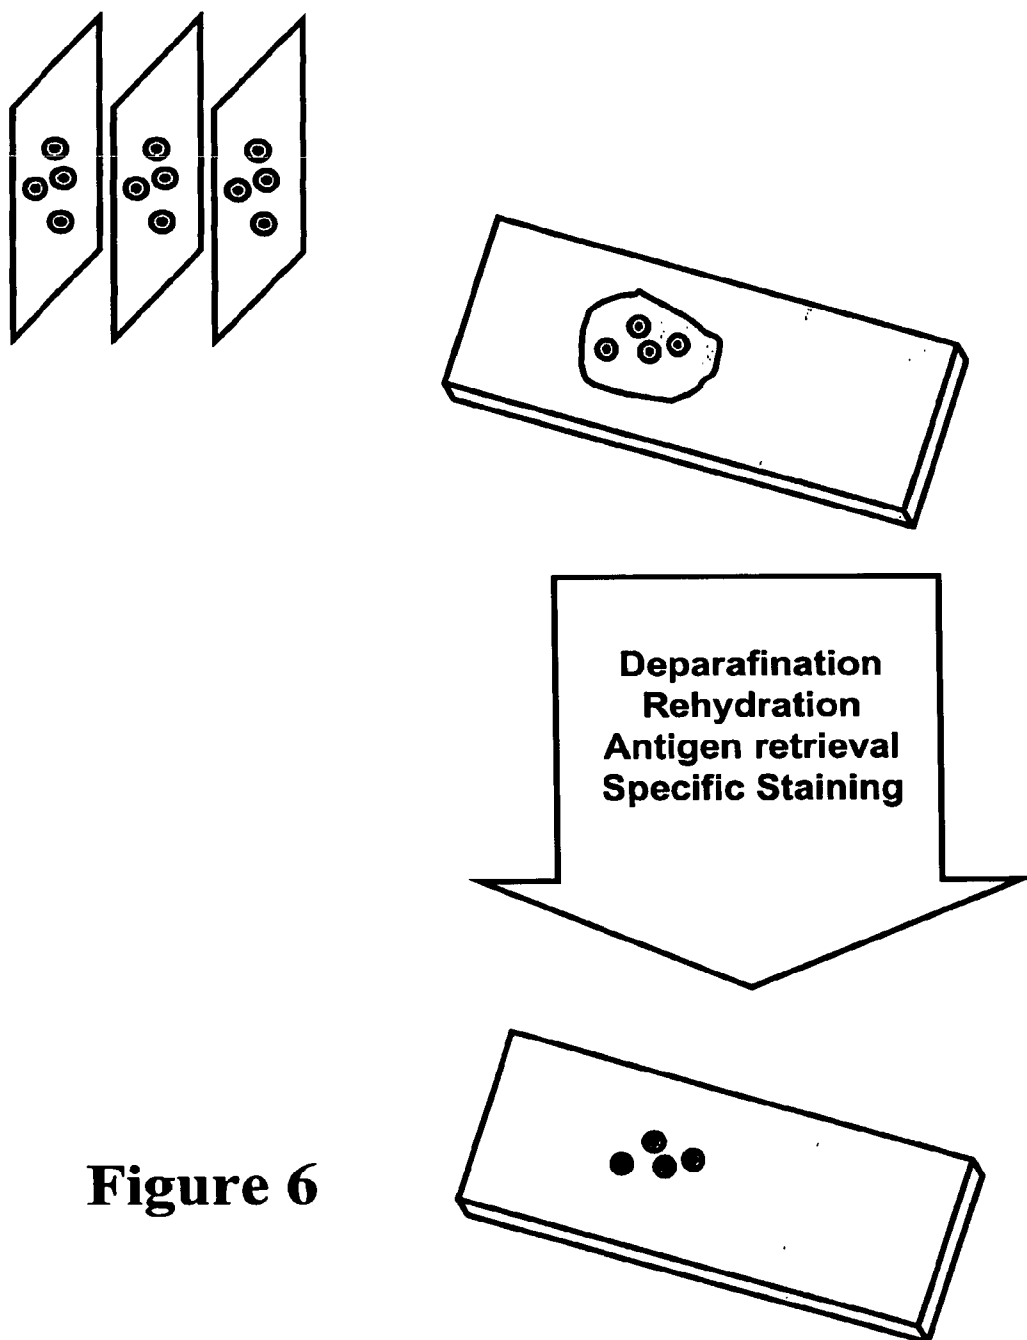 Deparafination
Rehydration
Antigen retrieval
Specific Staining
Figure 6